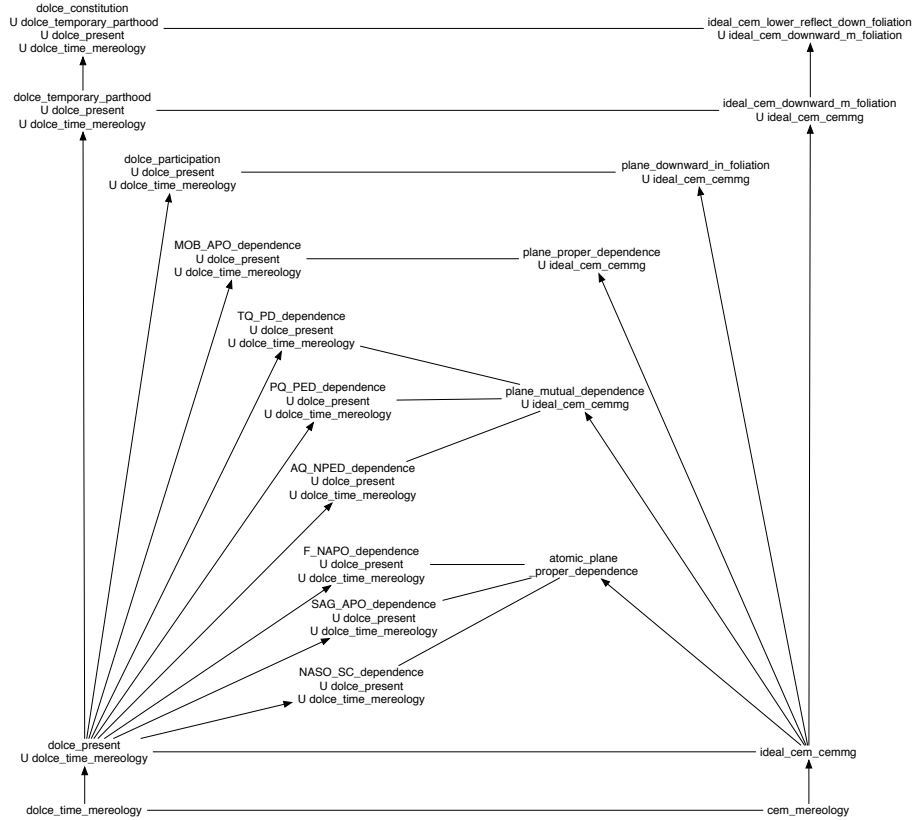 dolce_constitution
U dolce_temporary_parthood
U dolce_present
U dolce_time_mereology
ideal_cem_lower_reflect_down_foliation
U ideal_cem_downward_m_foliation
dolce_temporary_parthood
U dolce_present
U dolce_time_mereology
ideal_cem_downward_m_foliation
U ideal_cem_cemmg
dolce_participation
U dolce_present
U dolce_time_mereology
plane_downward_in_foliation
U ideal_cem_cemmg
MOB_APO_dependence
U dolce_present
U dolce_time_mereology
plane_proper_dependence
U ideal_cem_cemmg
TQ_PD_dependence
U dolce_present
U dolce_time_mereology
PQ_PED_dependence
U dolce_present
U dolce_time_mereology
plane_mutual_dependence
U ideal_cem_cemmg
AQ_NPED_dependence
U dolce_present
U dolce_time_mereology
F_NAPO_dependence
U dolce_present
U dolce_time_mereology
atomic_plane
_proper_dependence
SAG_APO_dependence
U dolce_present
U dolce_time_mereology
NASO_SC_dependence
U dolce_present
U dolce_time_mereology
dolce_present
U dolce_time_mereology
ideal_cem_cemmg
dolce_time_mereology
cem_mereology